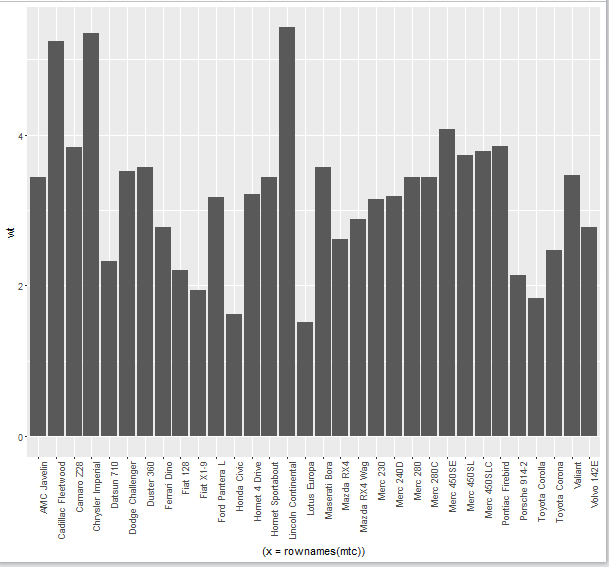 wt
4
2
0
AMC Javelin
Cadillac Fleetwood
Camaro Z28
Chrysler Imperial
Datsun 710
Dodge Challenger
Duster 360
Ferrari Dino
Fiat 128
Fiat X1-9
Ford Pantera L
Honda Civic
Hornet 4 Drive
Hornet Sportabout
Lincoln Continental
Lotus Europa
Maserati Bora
Mazda RX4
Mazda RX4 Wag
Merc 230
Merc 240D
Merc 280
Merc 280C
Merc 450SE
Merc 450SL
Merc 450SLC
Pontiac Firebird
Porsche 914-2
Toyota Corolla
Toyota Corona
Valiant
Volvo 142E
(x = rownames(mtc))